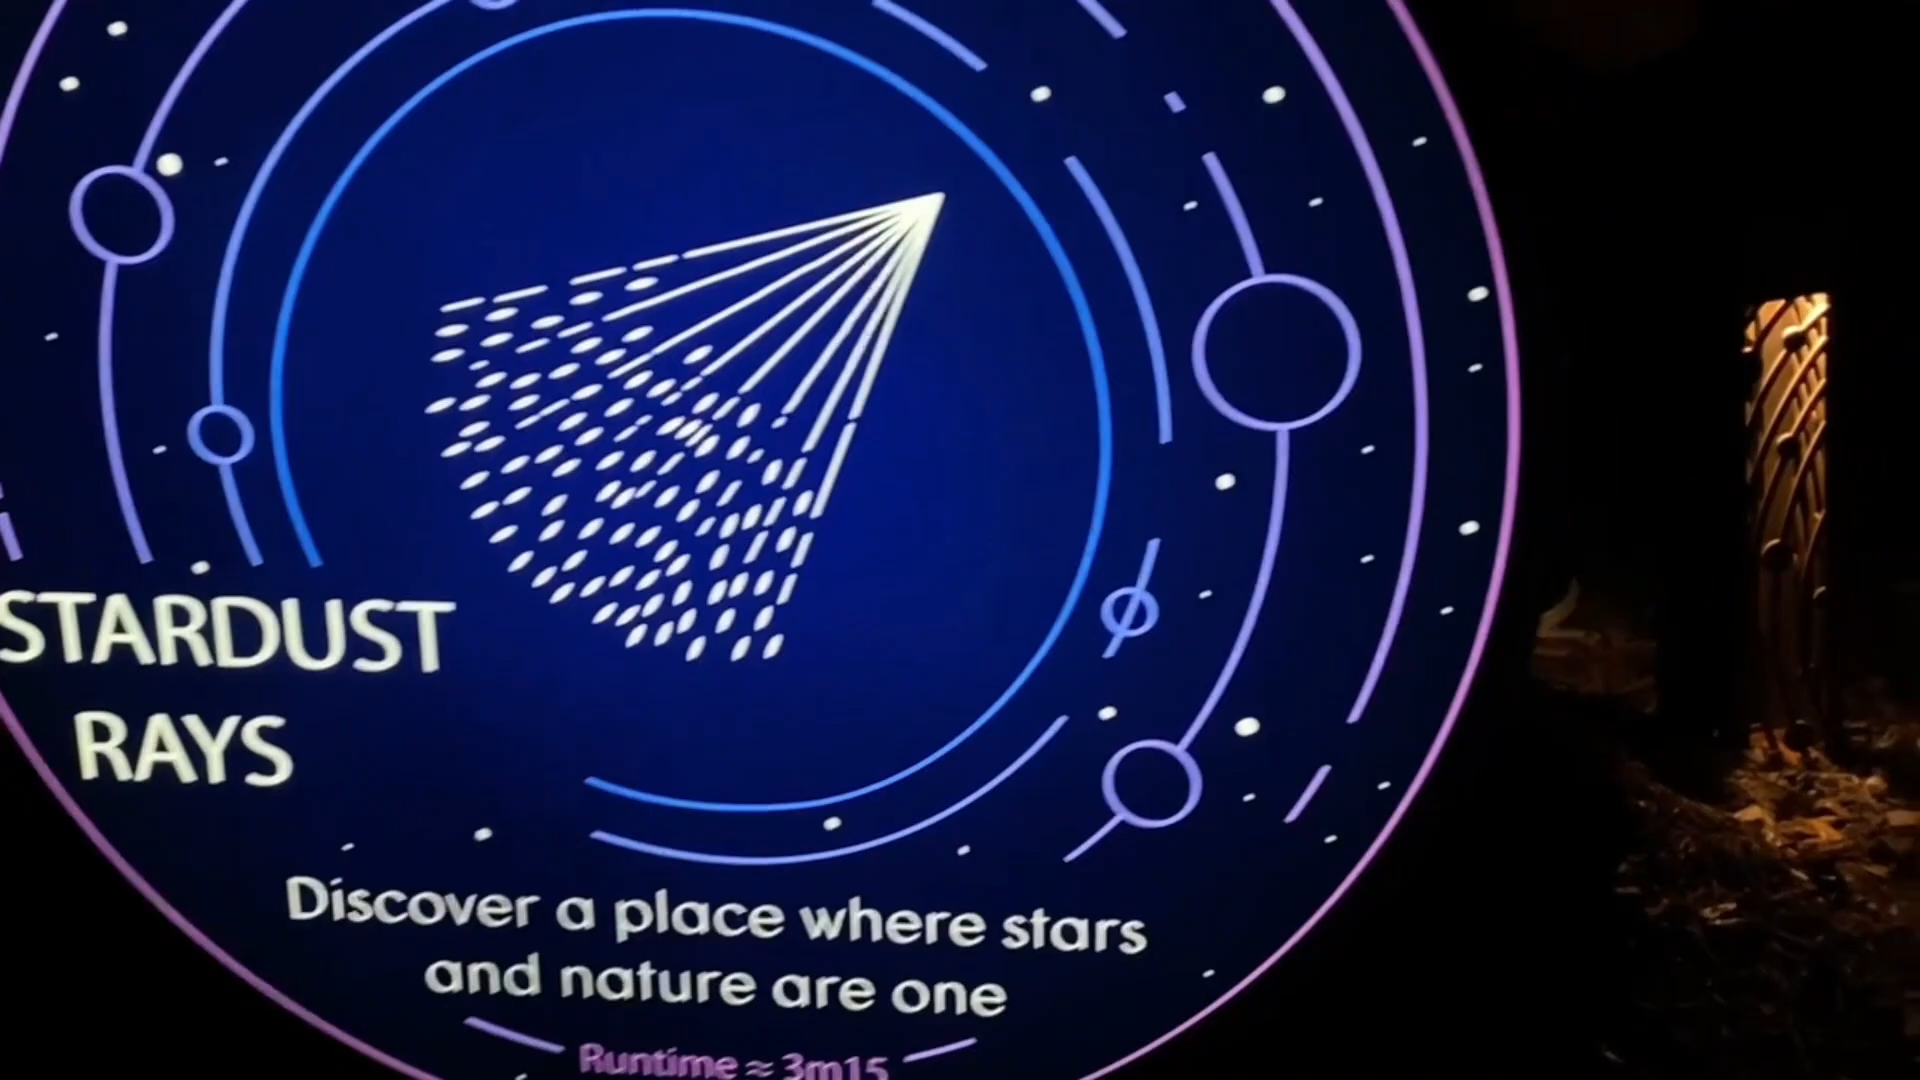 STARDUST
RAYS
Discover a place where stars
and nature are one
Runtime ≈ 3m15